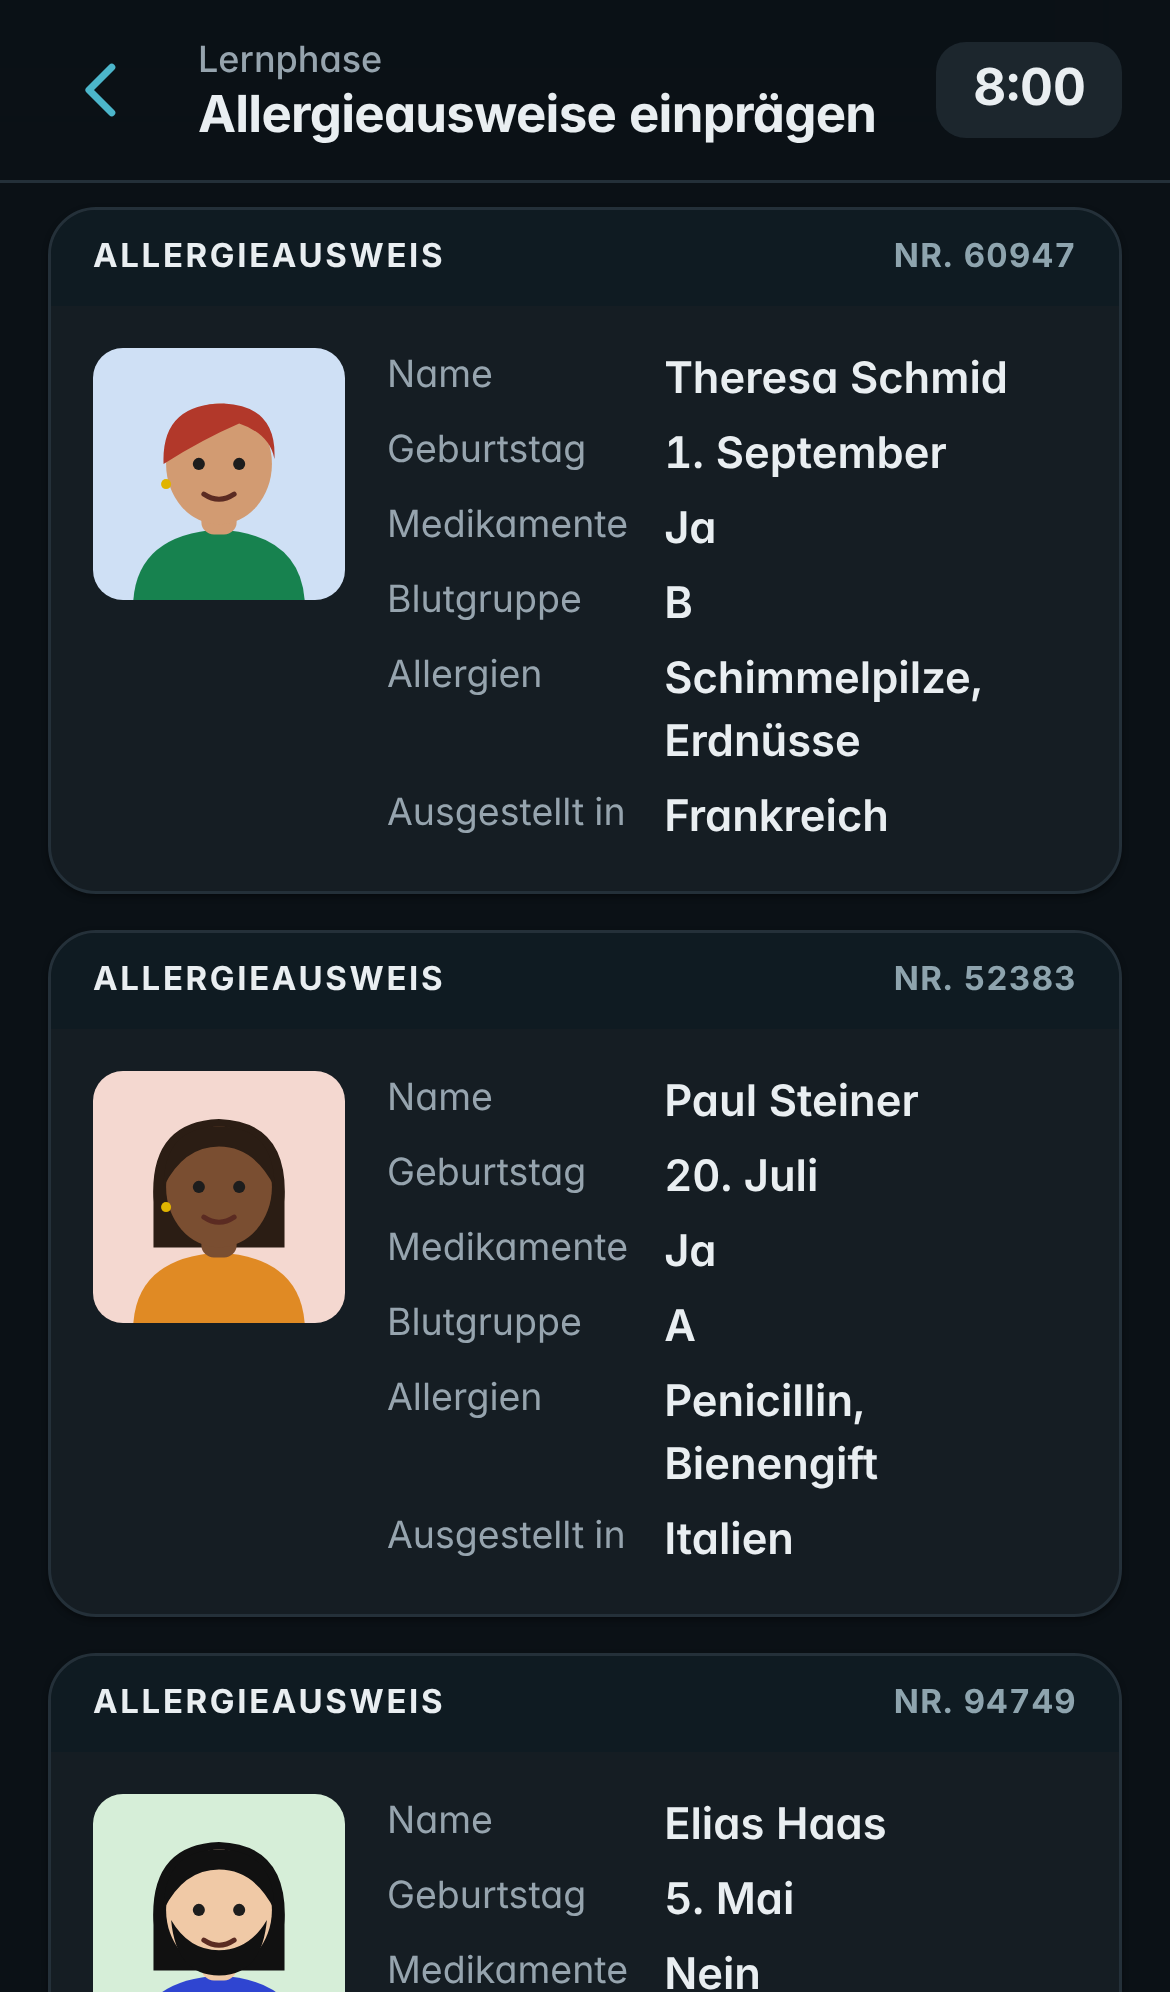 Lernphase
Allergieausweise einprägen
8:00
ALLERGIEAUSWEIS NR. 60947
Name Theresa Schmid
Geburtstag 1. September
Medikamente Ja
Blutgruppe B
Allergien Schimmelpilze,
Erdnüsse
Ausgestellt in Frankreich
ALLERGIEAUSWEIS NR. 52383
Name Paul Steiner
Geburtstag 20. Juli
Medikamente Ja
Blutgruppe A
Allergien Penicillin,
Bienengift
Ausgestellt in Italien
ALLERGIEAUSWEIS NR. 94749
Name Elias Haas
Geburtstag 5. Mai
Medikamente Nein